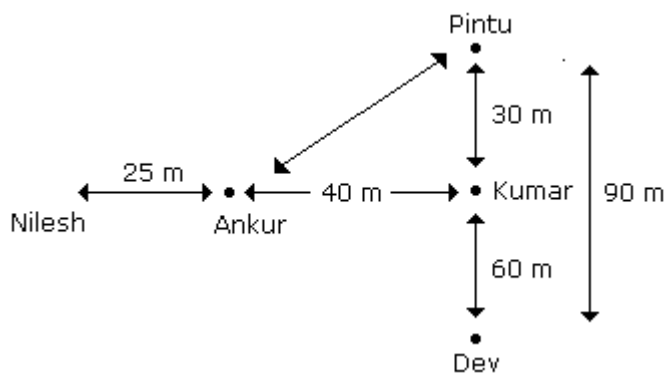 Pintu
30 m
25 m
40 m
Kumar
90 m
Nilesh
Ankur
60 m
Dev